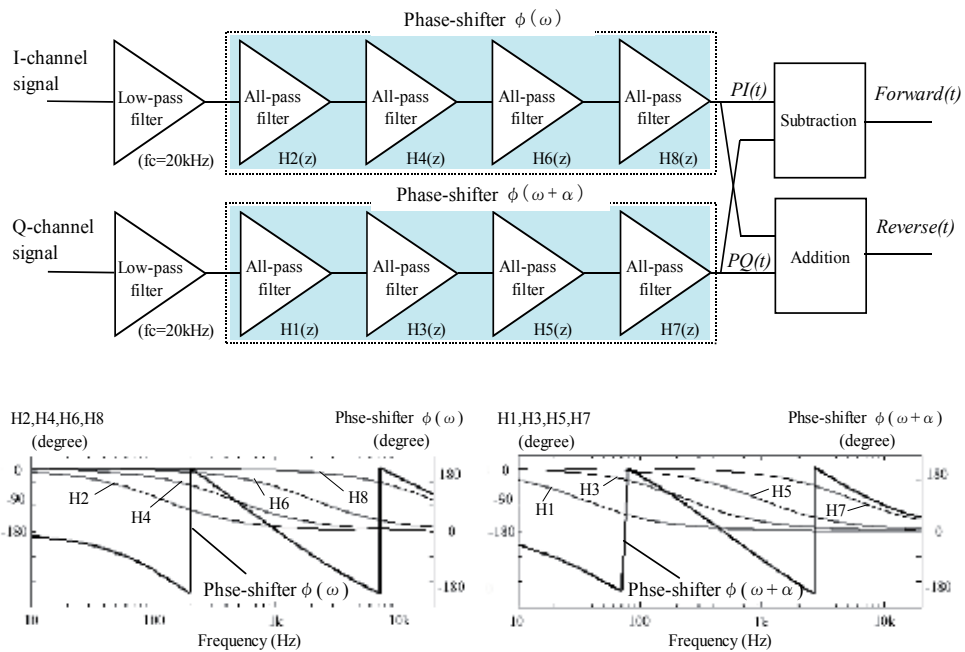 Phase-shifter φ(ω)
I-channel
signal
Low-pass
filter
(fc=20kHz)
All-pass
filter
H2(z)
All-pass
filter
H4(z)
All-pass
filter
H6(z)
All-pass
filter
H8(z)
PI(t)
Subtraction
Forward(t)
Phase-shifter φ(ω+α)
Q-channel
signal
Low-pass
filter
(fc=20kHz)
All-pass
filter
H1(z)
All-pass
filter
H3(z)
All-pass
filter
H5(z)
All-pass
filter
H7(z)
PQ(t)
Addition
Reverse(t)
H2,H4,H6,H8
(degree)
Phse-shifter φ(ω)
(degree)
0
-90
-180
180
0
-180
H2
H4
H6
H8
Phse-shifter φ(ω)
10
100
1k
10k
Frequency (Hz)
H1,H3,H5,H7
(degree)
Phse-shifter φ(ω+α)
(degree)
0
-90
-180
180
0
-180
H1
H3
H5
H7
Phse-shifter φ(ω+α)
10
100
1k
10k
Frequency (Hz)